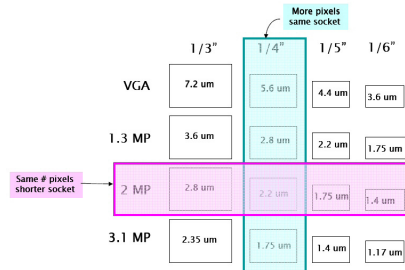 More pixels
same socket
1/3" 1/4" 1/5" 1/6"
VGA 7.2 um 5.6 um 4.4 um 3.6 um
1.3 MP 3.6 um 2.8 um 2.2 um 1.75 um
Same # pixels
shorter socket
2 MP 2.8 um 2.2 um 1.75 um 1.4 um
3.1 MP 2.35 um 1.75 um 1.4 um 1.17 um